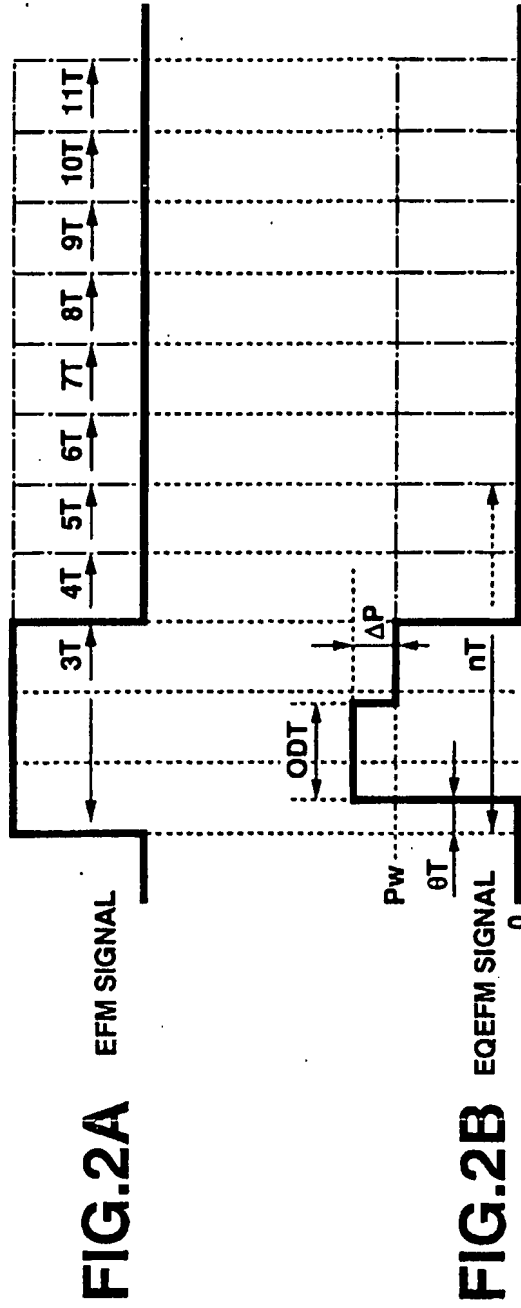 FIG.2A
EFM SIGNAL
3T 4T 5T 6T 7T 8T 9T 10T 11T
FIG.2B
EQEFM SIGNAL
ODT
ΔP
Pw
θT
nT
0